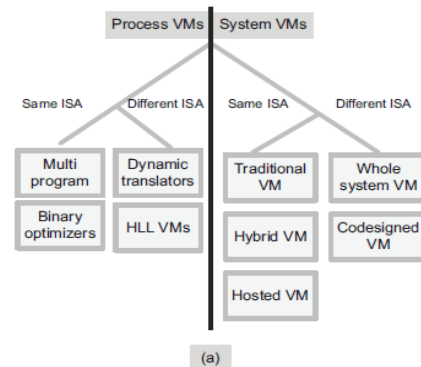 Process VMs
System VMs
Same ISA
Different ISA
Same ISA
Different ISA
Multi
program
Dynamic
translators
Traditional
VM
Whole
system VM
Binary
optimizers
HLL VMs
Hybrid VM
Codesigned
VM
Hosted VM
(a)